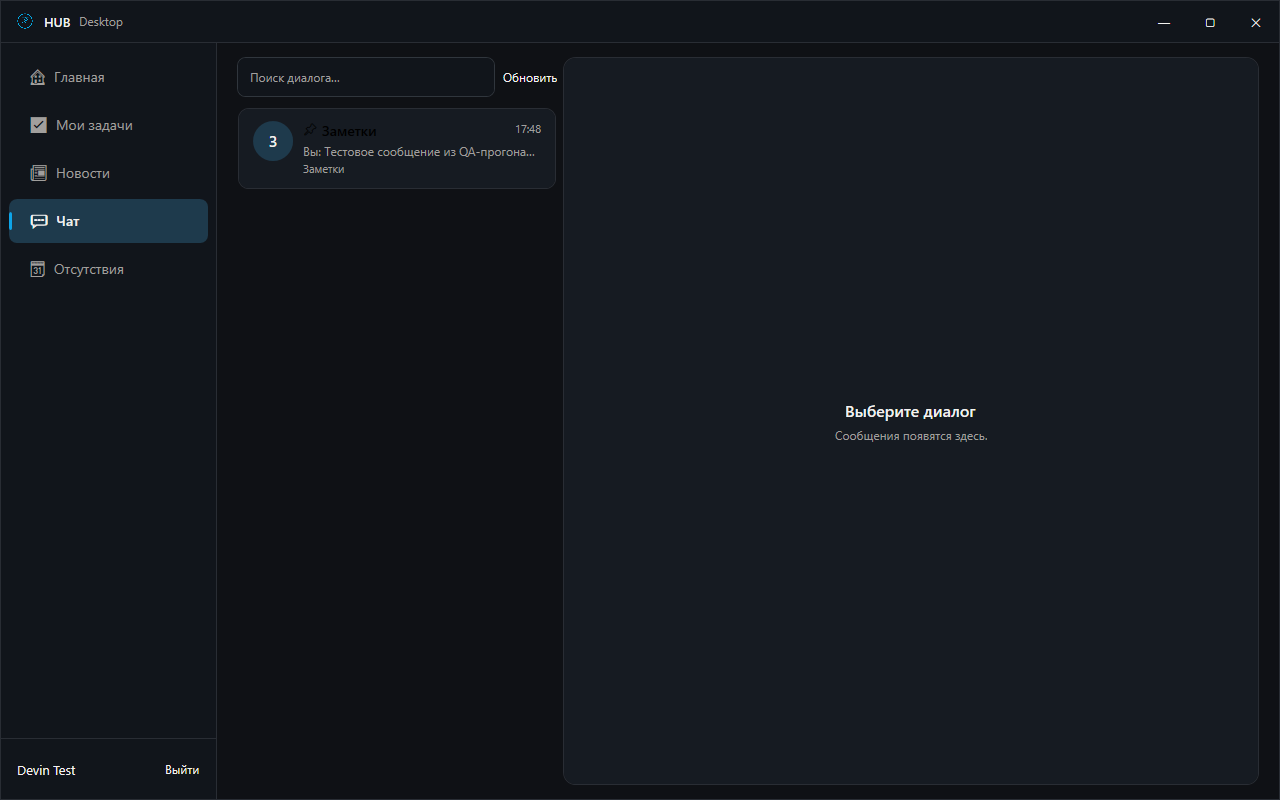 HUB Desktop
Главная
Мои задачи
Новости
Чат
31
Отсутствия
Devin Test
Выйти
Поиск диалога...
Обновить
З
Заметки
17:48
Вы: Тестовое сообщение из QA-прогона...
Заметки
Выберите диалог
Сообщения появятся здесь.